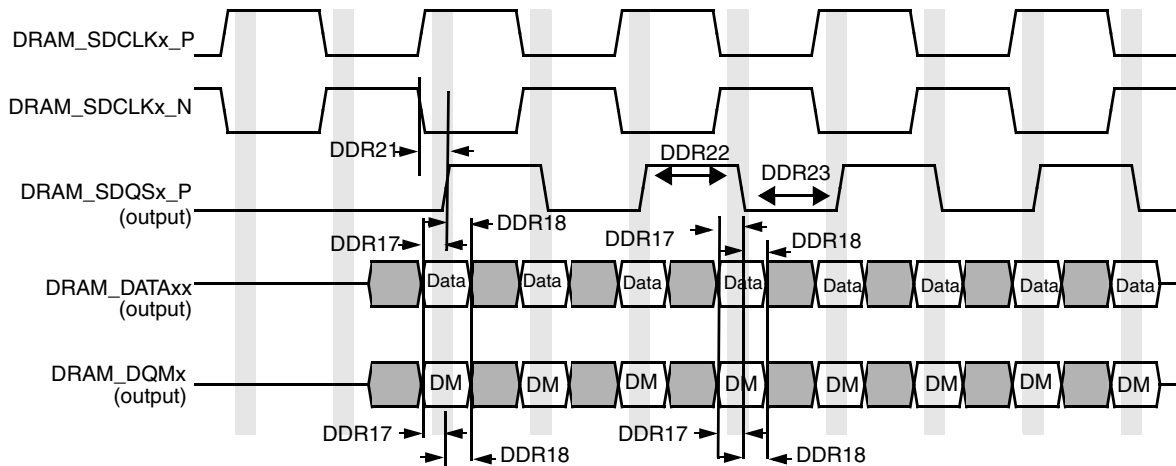 DRAM_SDCLKx_P
DRAM_SDCLKx_N
DDR21
DDR22
DDR23
DRAM_SDQSx_P
(output)
DDR18
DDR17
DDR17
DDR18
DRAM_DATAxx
(output)
Data Data Data Data Data Data Data Data
DRAM_DQMx
(output)
DM DM DM DM DM DM DM DM
DDR17
DDR18
DDR17
DDR18